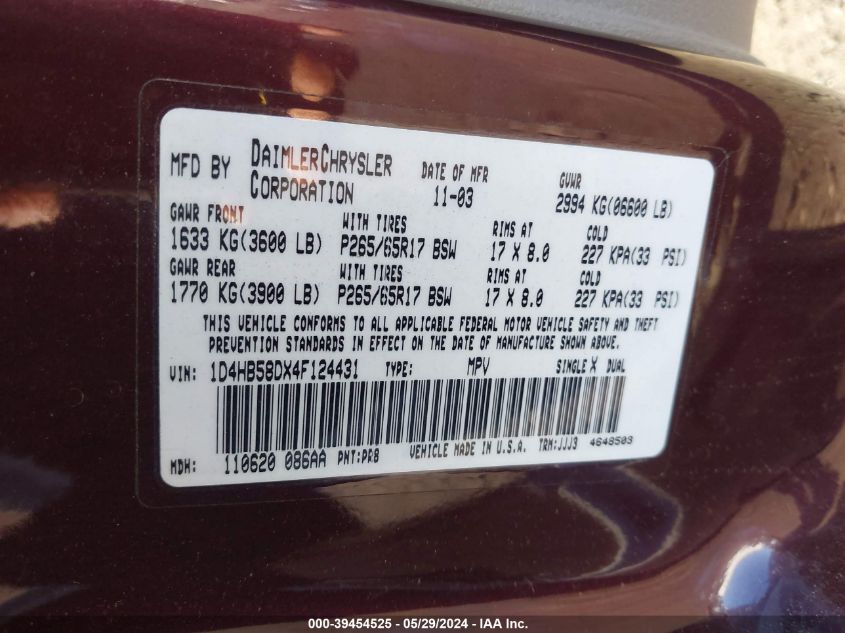 MFD BY DAIMLERCHRYSLER CORPORATION DATE OF MFR 11-03 GVWR 2994 KG(06600 LB)
GAWR FRONT WITH TIRES RIMS AT COLD
1633 KG(3600 LB) P265/65R17 BSW 17 X 8.0 227 KPA(33 PSI)
GAWR REAR WITH TIRES RIMS AT COLD
1770 KG(3900 LB) P265/65R17 BSW 17 X 8.0 227 KPA(33 PSI)
THIS VEHICLE CONFORMS TO ALL APPLICABLE FEDERAL MOTOR VEHICLE SAFETY AND THEFT
PREVENTION STANDARDS IN EFFECT ON THE DATE OF MANUFACTURE SHOWN ABOVE.
VIN: 1D4HB58DX4F124431 TYPE: MPV SINGLE X DUAL
MDH: 110620 086AA PNT:PR8 VEHICLE MADE IN U.S.A. TRM:JJJ3 4648503
000-39454525 - 05/29/2024 - IAAI.COM